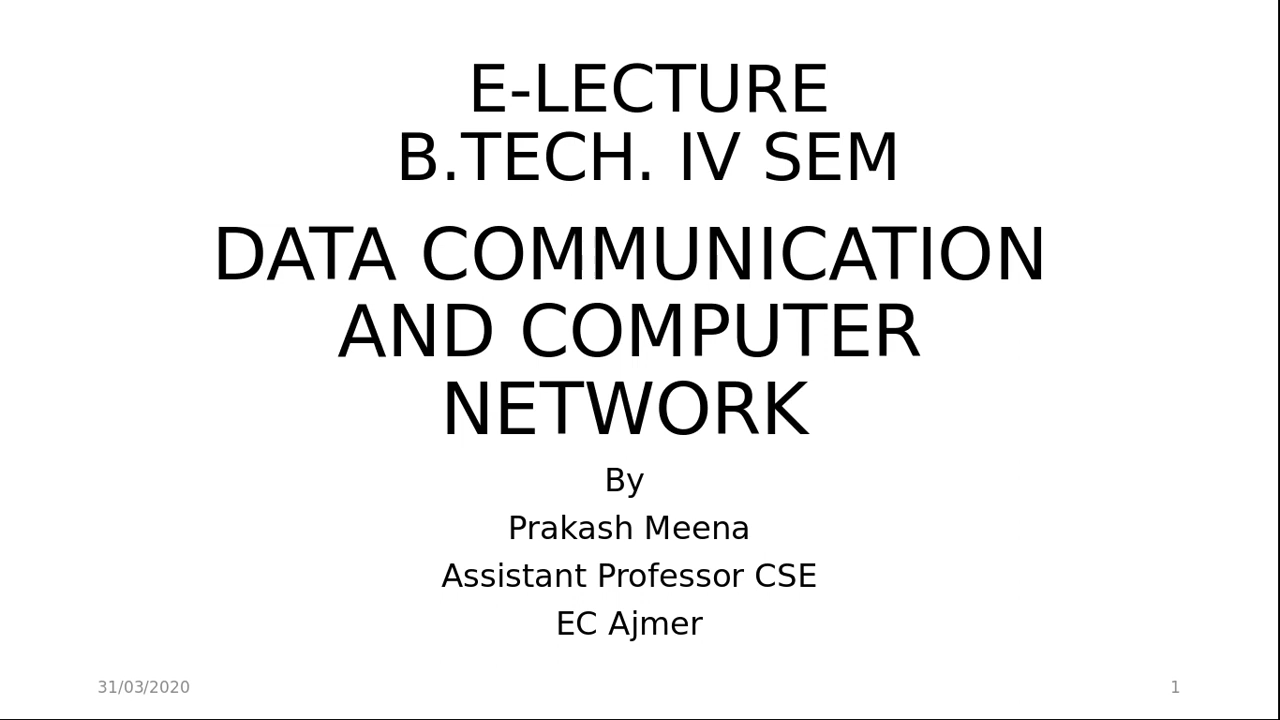 E-LECTURE
B.TECH. IV SEM
DATA COMMUNICATION
AND COMPUTER
NETWORK
By
Prakash Meena
Assistant Professor CSE
EC Ajmer
31/03/2020
1